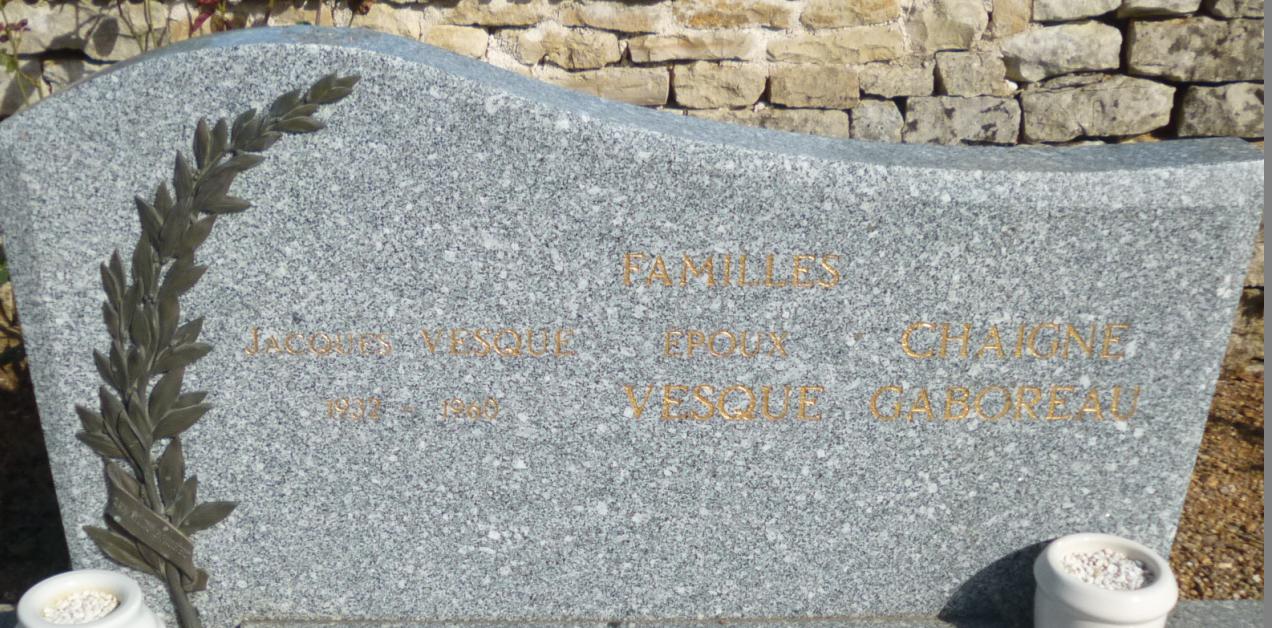 FAMILLES
JACQUES VESQUE
1932 - 1960
EPOUX
VESQUE
CHAIGNE
GABOREAU